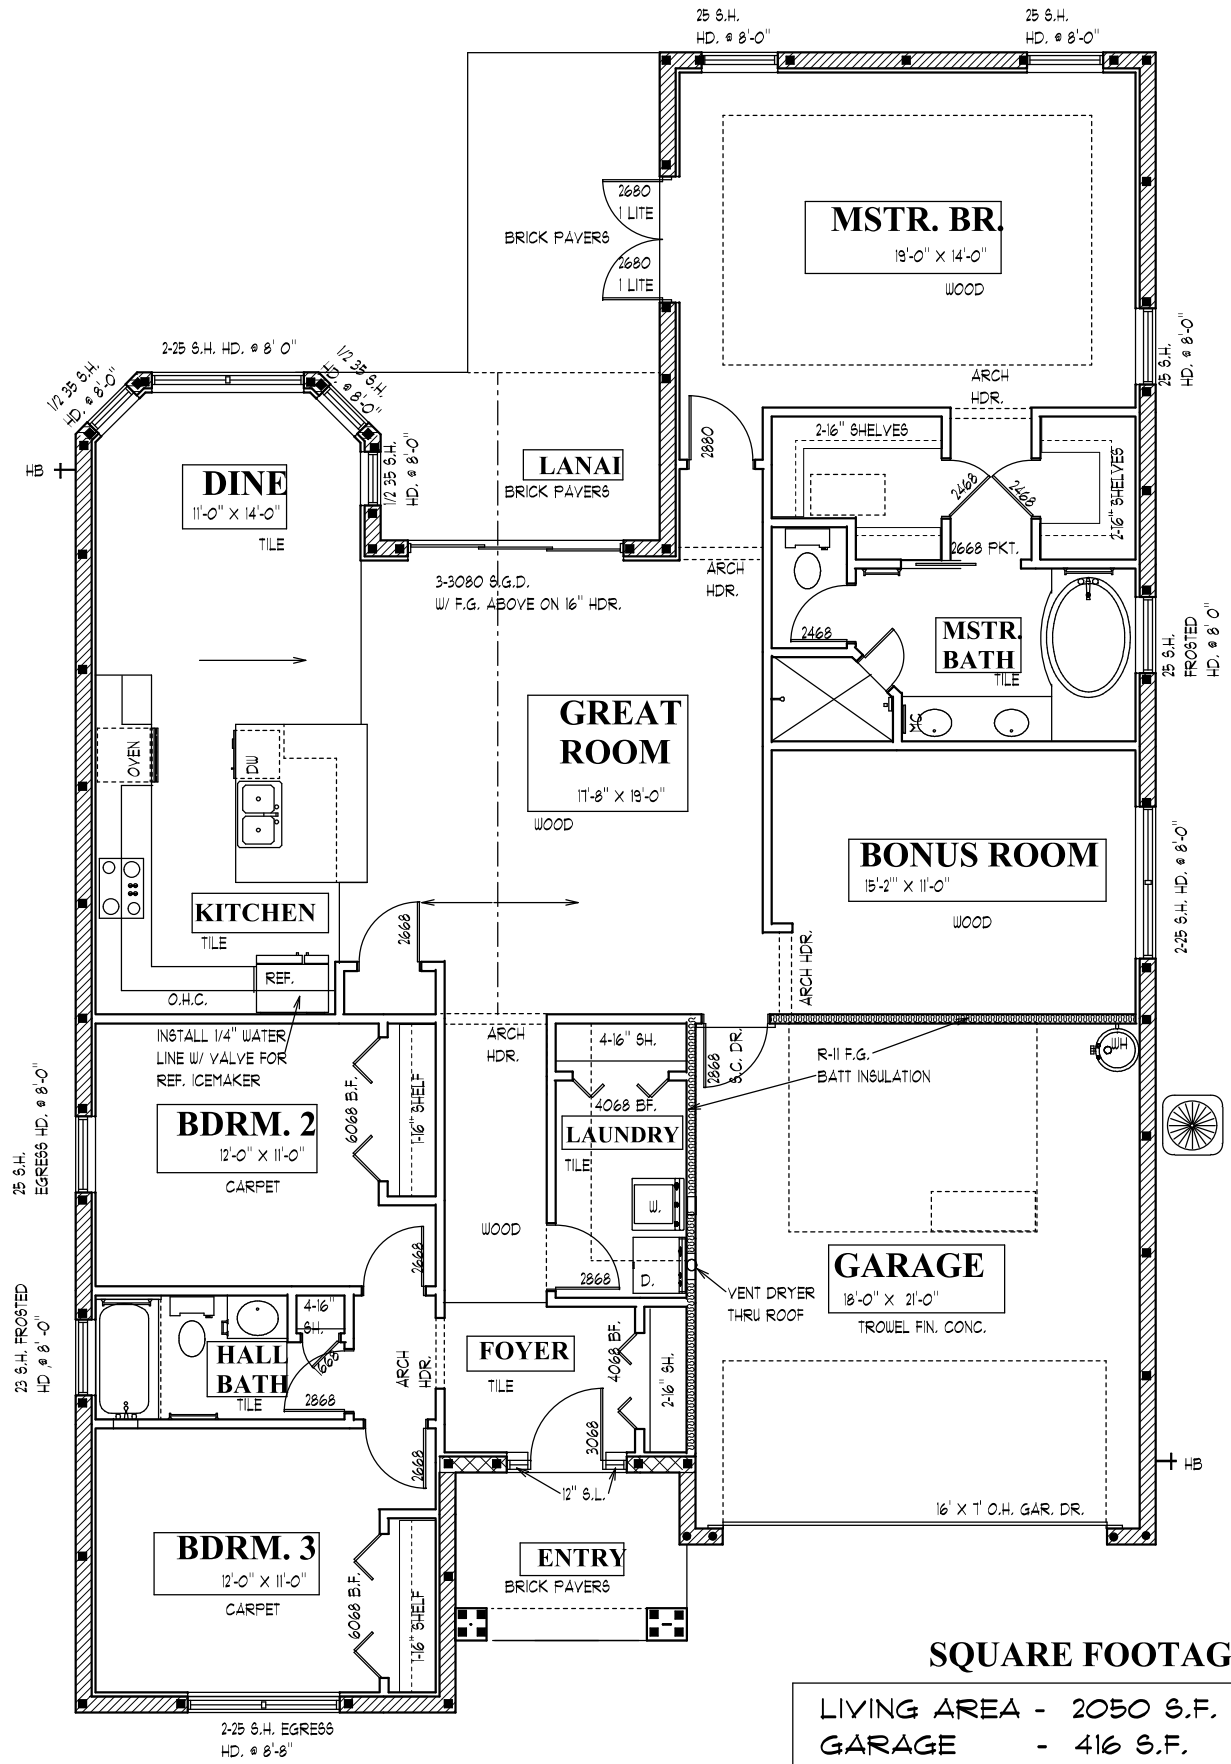 25 S.H.
HD. @ 8'-0"
25 S.H.
HD. @ 8'-0"
2680
1 LITE
BRICK PAVERS
2680
1 LITE
MSTR. BR.
19'-0" X 14'-0"
WOOD
25 S.H.
HD. @ 8'-0"
2-25 S.H. HD. @ 8' 0"
1/2 35 S.H.
HD. @ 8'-0"
1/2 35 S.H.
HD. @ 8'-0"
ARCH
HDR.
2880
2-16" SHELVES
2468
2468
2-16" SHELVES
HB
1/2 35 S.H.
HD. @ 8'-0"
DINE
11'-0" X 14'-0"
TILE
LANAI
BRICK PAVERS
2668 PKT.
ARCH
HDR.
3-3080 S.G.D.
W/ F.G. ABOVE ON 16" HDR.
2468
MSTR.
BATH
TILE
25 S.H.
FROSTED
HD. @ 8' 0"
MC
GREAT
ROOM
17'-8" X 19'-0"
WOOD
OVEN
DW
BONUS ROOM
15'-2"' X 11'-0"
WOOD
2-25 S.H. HD. @ 8'-0"
KITCHEN
TILE
2668
ARCH HDR.
REF.
O.H.C.
INSTALL 1/4" WATER
LINE W/ VALVE FOR
REF. ICEMAKER
ARCH
HDR.
4-16" SH.
2868
S.C. DR.
R-11 F.G.
BATT INSULATION
WH
25 S.H.
EGRESS HD. @ 8'-0"
BDRM. 2
12'-0" X 11'-0"
CARPET
6068 B.F.
1-16" SHELF
4068 BF.
LAUNDRY
TILE
W.
WOOD
D.
2868
2668
VENT DRYER
THRU ROOF
GARAGE
18'-0" X 21'-0"
TROWEL FIN. CONC.
23 S.H. FROSTED
HD.@ 8' -0"
4-16"
SH.
1668
HALL
BATH
TILE
2868
ARCH
HDR.
FOYER
TILE
4068 BF.
2-16" SH.
3068
2668
12" S.L.
HB
16' X 7' O.H. GAR. DR.
BDRM. 3
12'-0" X 11'-0"
CARPET
6068 B.F.
1-16" SHELF
ENTRY
BRICK PAVERS
2-25 S.H. EGRESS
HD. @ 8'-8"
SQUARE FOOTAG
LIVING AREA - 2050 S.F.
GARAGE - 416 S.F.